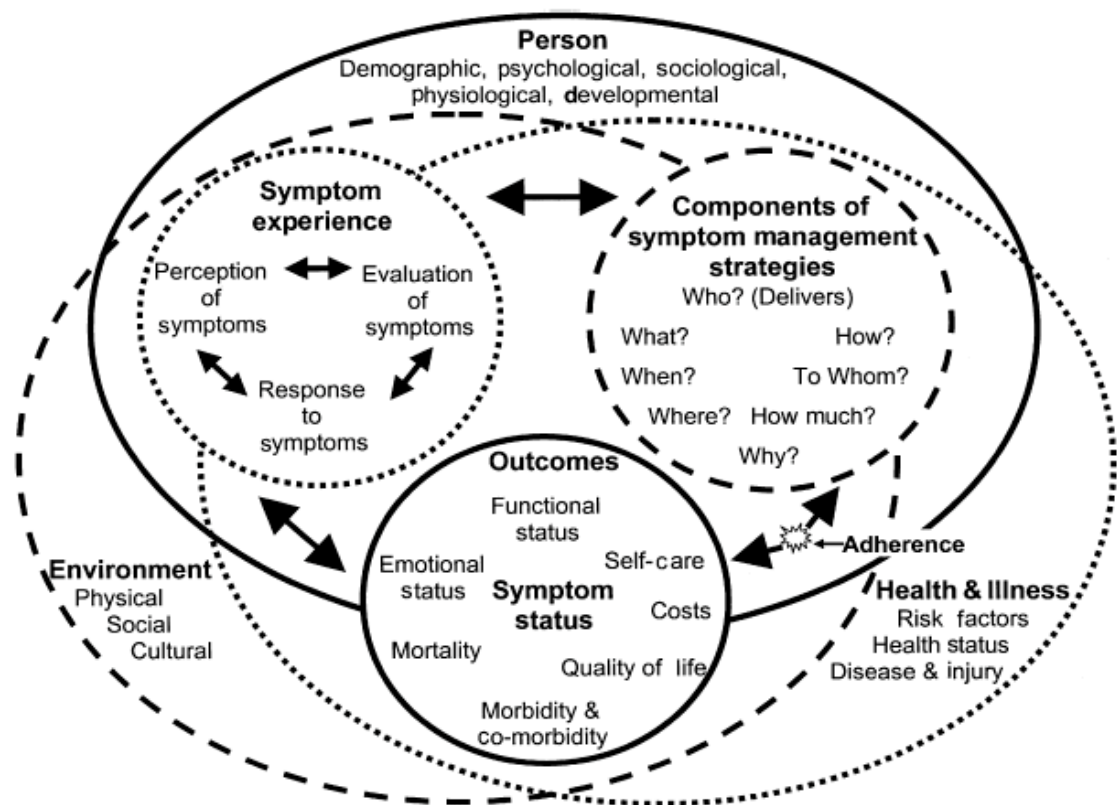 Person
Demographic, psychological, sociological,
physiological, developmental
Symptom
experience
Perception
of
symptoms
Evaluation
of
symptoms
Response
to
symptoms
Components of
symptom management
strategies
Who? (Delivers)
What?
How?
When?
To Whom?
Where?
How much?
Why?
Outcomes
Functional
status
Emotional
status
Self-care
Symptom
status
Costs
Mortality
Quality of life
Morbidity &
co-morbidity
Adherence
Environment
Physical
Social
Cultural
Health & Illness
Risk factors
Health status
Disease & injury